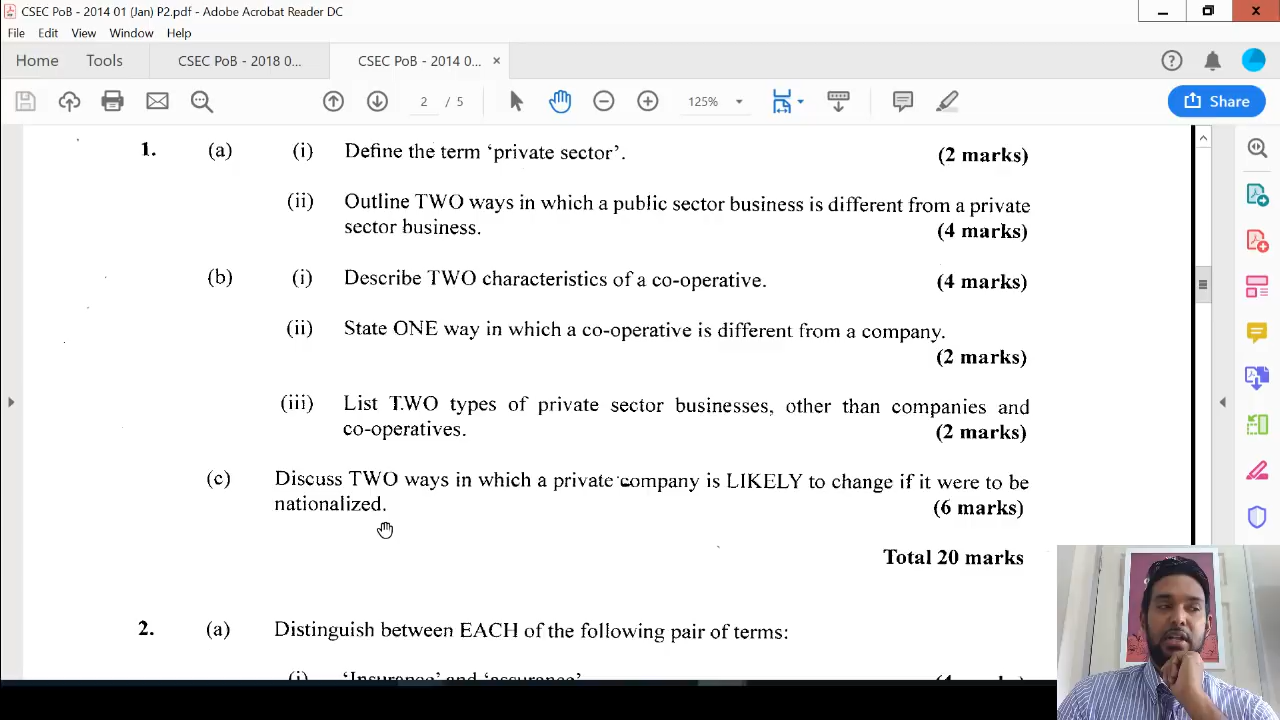 CSEC PoB - 2014 01 (Jan) P2.pdf - Adobe Acrobat Reader DC
File Edit View Window Help
Home Tools CSEC PoB - 2018 0... CSEC PoB - 2014 0... ×
2 / 5 125% Share
1. (a) (i) Define the term ‘private sector’. (2 marks)
(ii) Outline TWO ways in which a public sector business is different from a private
sector business. (4 marks)
(b) (i) Describe TWO characteristics of a co-operative. (4 marks)
(ii) State ONE way in which a co-operative is different from a company.
(2 marks)
(iii) List TWO types of private sector businesses, other than companies and
co-operatives. (2 marks)
(c) Discuss TWO ways in which a private company is LIKELY to change if it were to be
nationalized. (6 marks)
Total 20 marks
2. (a) Distinguish between EACH of the following pair of terms:
(i) ‘Insurance’ and ‘assurance’